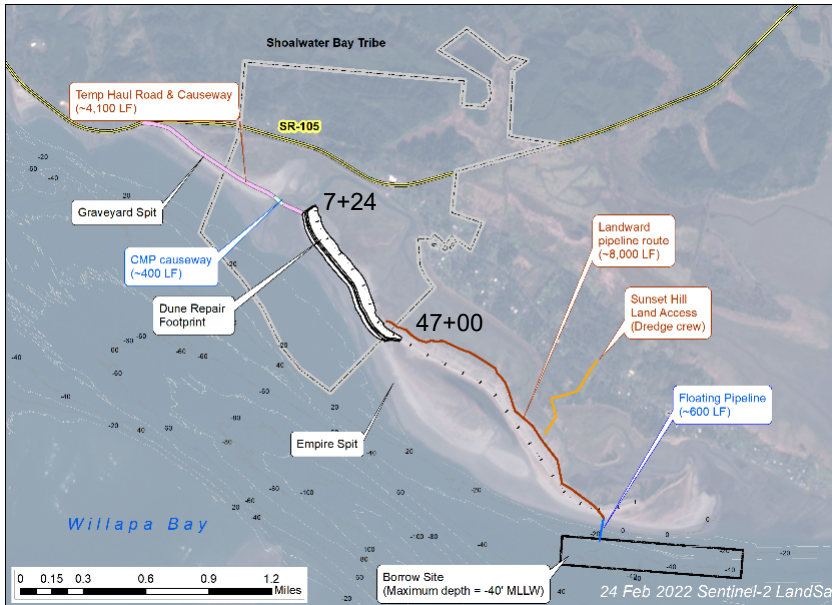 Shoalwater Bay Tribe
Temp Haul Road & Causeway
(~4,100 LF)
SR-105
7+24
Graveyard Spit
Landward
pipeline route
(~8,000 LF)
CMP causeway
(~400 LF)
Sunset Hill
Land Access
(Dredge crew)
Dune Repair
Footprint
47+00
Floating Pipeline
(~600 LF)
Empire Spit
Willapa Bay
0 0.15 0.3 0.6 0.9 1.2
Miles
Borrow Site
(Maximum depth = -40' MLLW)
24 Feb 2022 Sentinel-2 LandSa